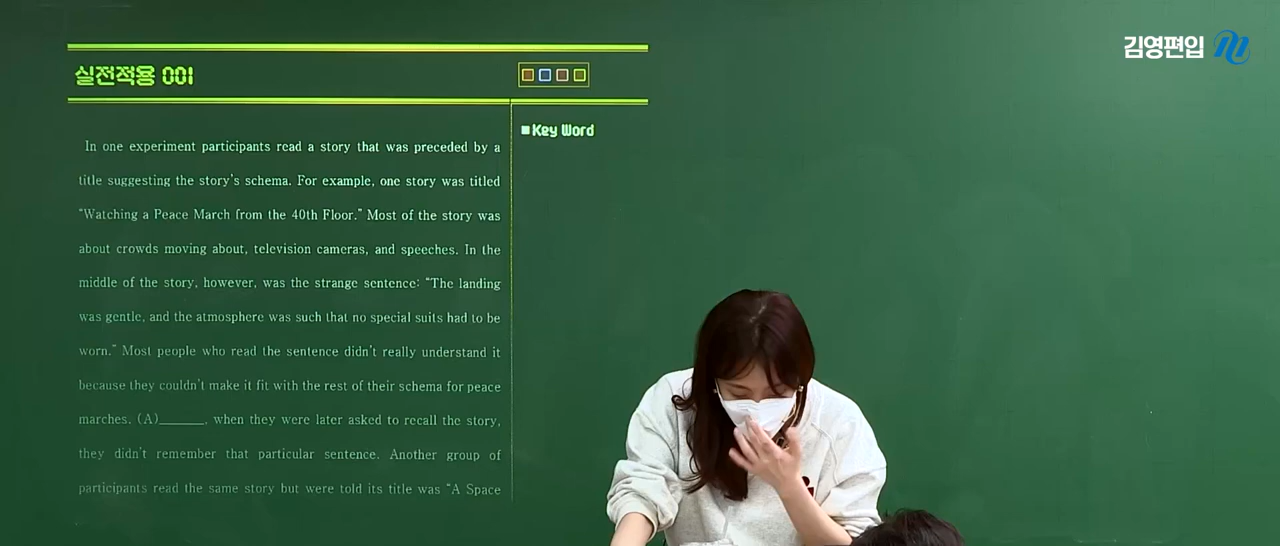 김영편입
실전적용 001
■Key Word
In one experiment participants read a story that was preceded by a
title suggesting the story's schema. For example, one story was titled
“Watching a Peace March from the 40th Floor.” Most of the story was
about crowds moving about, television cameras, and speeches. In the
middle of the story, however, was the strange sentence: “The landing
was gentle, and the atmosphere was such that no special suits had to be
worn.” Most people who read the sentence didn't really understand it
because they couldn't make it fit with the rest of their schema for peace
marches. (A)______, when they were later asked to recall the story,
they didn't remember that particular sentence. Another group of
participants read the same story but were told its title was “A Space